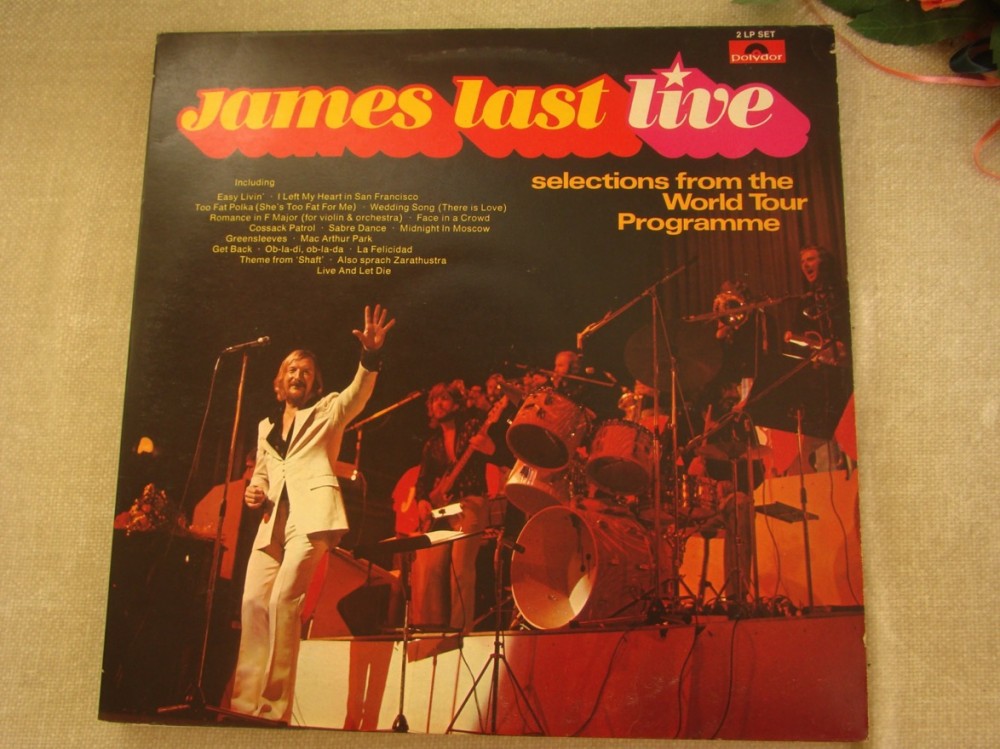 2 LP SET
Polydor
James last live
selections from the
World Tour
Programme
Including
Easy Livin' · I Left My Heart in San Francisco
Too Fat Polka (She's Too Fat For Me) · Wedding Song (There is Love)
Romance in F Major (for violin & orchestra) · Face in a Crowd
Cossack Patrol · Sabre Dance · Midnight In Moscow
Greensleeves · Mac Arthur Park
Get Back · Ob-la-di, ob-la-da · La Felicidad
Theme from 'Shaft' · Also sprach Zarathustra
Live And Let Die